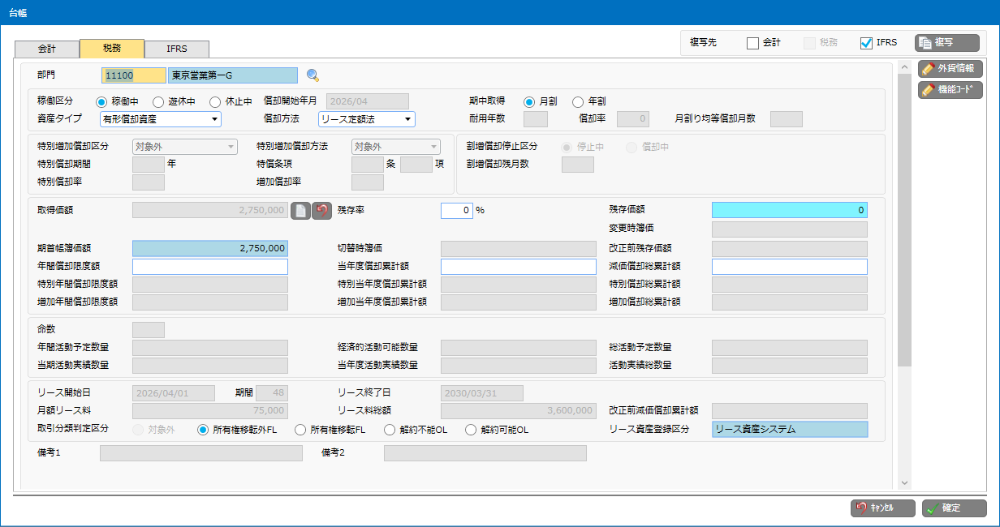 台帳
会計 税務 IFRS
複写先 会計 税務 IFRS 複写
部門 11100 東京営業第一G
外貨情報
機能ｺｰﾄﾞ
稼働区分 稼働中 遊休中 休止中 償却開始年月 2026/04 期中取得 月割 年割
資産タイプ 有形償却資産 償却方法 リース定額法 耐用年数 償却率 0 月割り均等償却月数
特別増加償却区分 対象外 特別増加償却方法 対象外 割増償却停止区分 停止中 償却中
特別償却期間 年 特償条項 条 項 割増償却残月数
特別償却率 増加償却率
取得価額 2,750,000 残存率 0 % 残存価額 0
変更時簿価
期首帳簿価額 2,750,000 切替時簿価 改正前残存価額
年間償却限度額 当年度償却累計額 減価償却総累計額
特別年間償却限度額 特別当年度償却累計額 特別償却総累計額
増加年間償却限度額 増加当年度償却累計額 増加償却総累計額
命数
年間活動予定数量 経済的活動可能数量 総活動予定数量
当期活動実績数量 当年度活動実績数量 活動実績総数量
リース開始日 2026/04/01 期間 48 リース終了日 2030/03/31
月額リース料 75,000 リース料総額 3,600,000 改正前減価償却累計額
取引分類判定区分 対象外 所有権移転外FL 所有権移転FL 解約不能OL 解約可能OL リース資産登録区分 リース資産システム
備考1 備考2
ｷｬﾝｾﾙ 確定